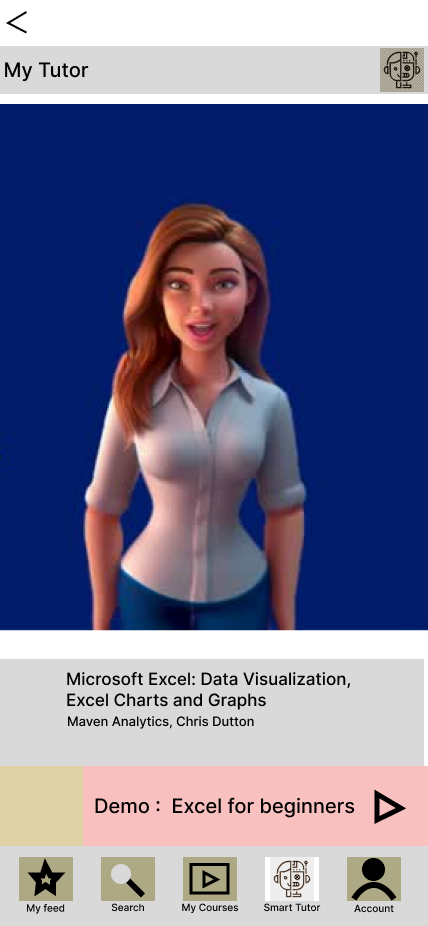 My Tutor
Microsoft Excel: Data Visualization,
Excel Charts and Graphs
Maven Analytics, Chris Dutton
Demo : Excel for beginners
My feed
Search
My Courses
Smart Tutor
Account